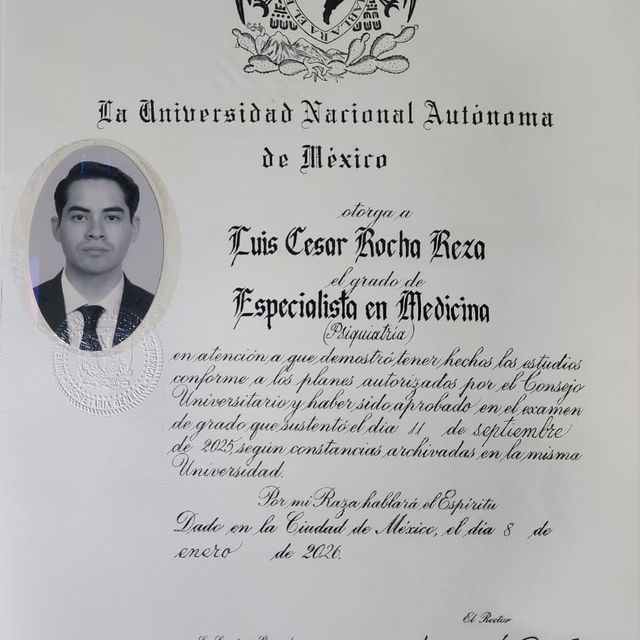 HABLARA EL
La Universidad Nacional Autónoma
de México
otorga a
Luis Cesar Rocha Reza
el grado de
Especialista en Medicina
(Psiquiatría)
en atención a que demostró tener hechos los estudios
conforme a los planes autorizados por el Consejo
Universitario y haber sido aprobado en el examen
de grado que sustentó el día 11 de septiembre
de 2025, según constancias archivadas en la misma
Universidad.
Por mi Raza hablará el Espíritu
Dado en la Ciudad de México, el día 8 de
enero de 2026.
El Rector